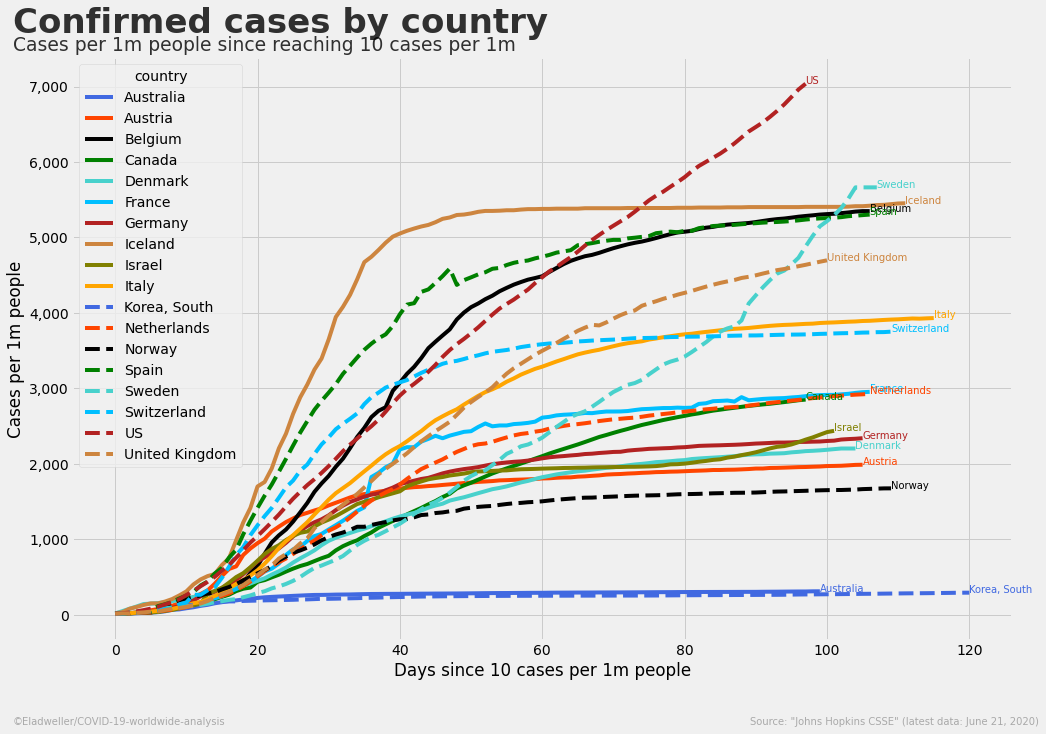 Confirmed cases by country
Cases per 1m people since reaching 10 cases per 1m
country
Australia
Austria
Belgium
Canada
Denmark
France
Germany
Iceland
Israel
Italy
Korea, South
Netherlands
Norway
Spain
Sweden
Switzerland
US
United Kingdom
7,000
6,000
5,000
4,000
3,000
2,000
1,000
0
Cases per 1m people
US
Sweden
Iceland
Belgium
Spain
United Kingdom
Italy
Switzerland
France
Netherlands
Canada
Israel
Germany
Denmark
Austria
Norway
Australia
Korea, South
0 20 40 60 80 100 120
Days since 10 cases per 1m people
©Eladweller/COVID-19-worldwide-analysis
Source: "Johns Hopkins CSSE" (latest data: June 21, 2020)